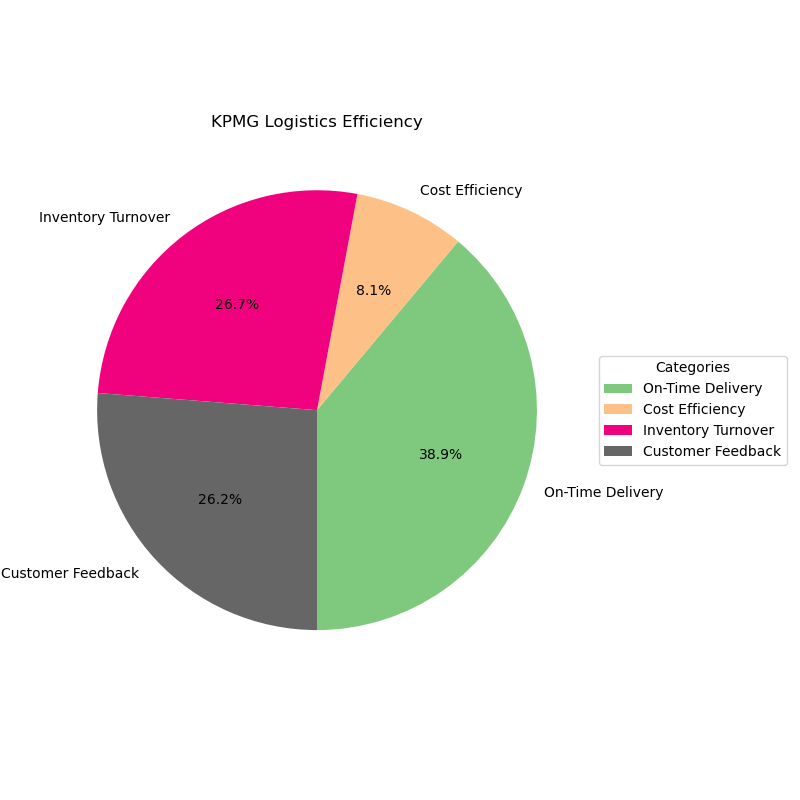 KPMG Logistics Efficiency
Cost Efficiency
Inventory Turnover
8.1%
26.7%
Categories
On-Time Delivery
Cost Efficiency
Inventory Turnover
Customer Feedback
38.9%
On-Time Delivery
26.2%
Customer Feedback